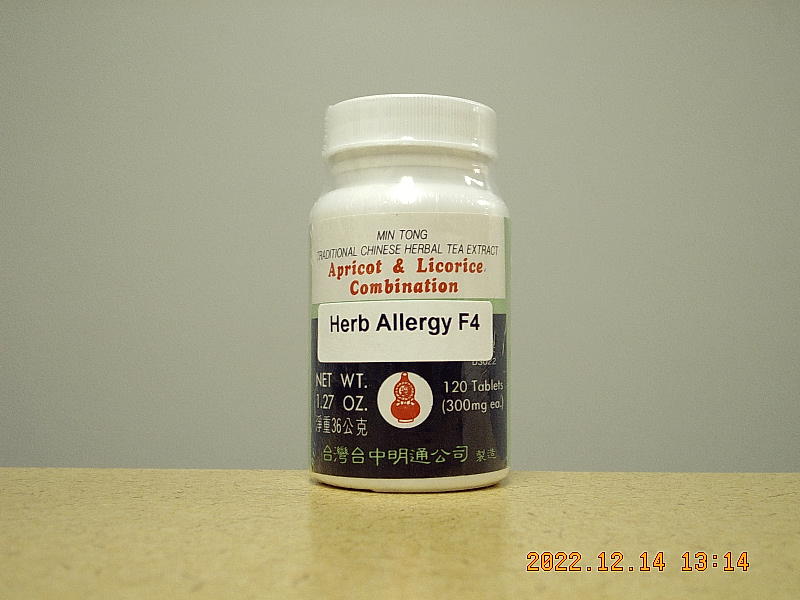 MIN TONG
TRADITIONAL CHINESE HERBAL TEA EXTRACT
Apricot & Licorice
Combination
Herb Allergy F4
NET WT.
1.27 OZ.
淨重36公克
120 Tablets
(300mg ea.)
台灣台中明通公司 製造
2022.12.14 13:14